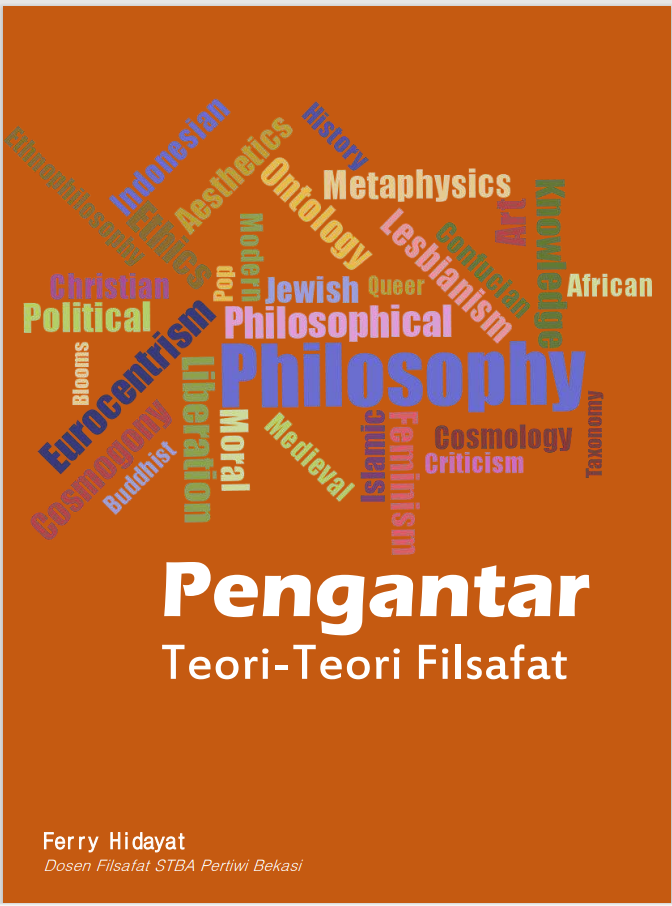 Ethnophilosophy
Indonesian
Ethics
Aesthetics
History
Ontology
Metaphysics
Lesbianism
Confucian
Art
Knowledge
African
Christian
Pop
Modern
Jewish
Queer
Political
Philosophical
Blooms
Eurocentrism
Philosophy
Liberation
Moral
Medieval
Islamic
Feminism
Cosmology
Criticism
Taxonomy
Cosmogony
Buddhist
Pengantar
Teori-Teori Filsafat
Ferry Hidayat
Dosen Filsafat STBA Pertiwi Bekasi